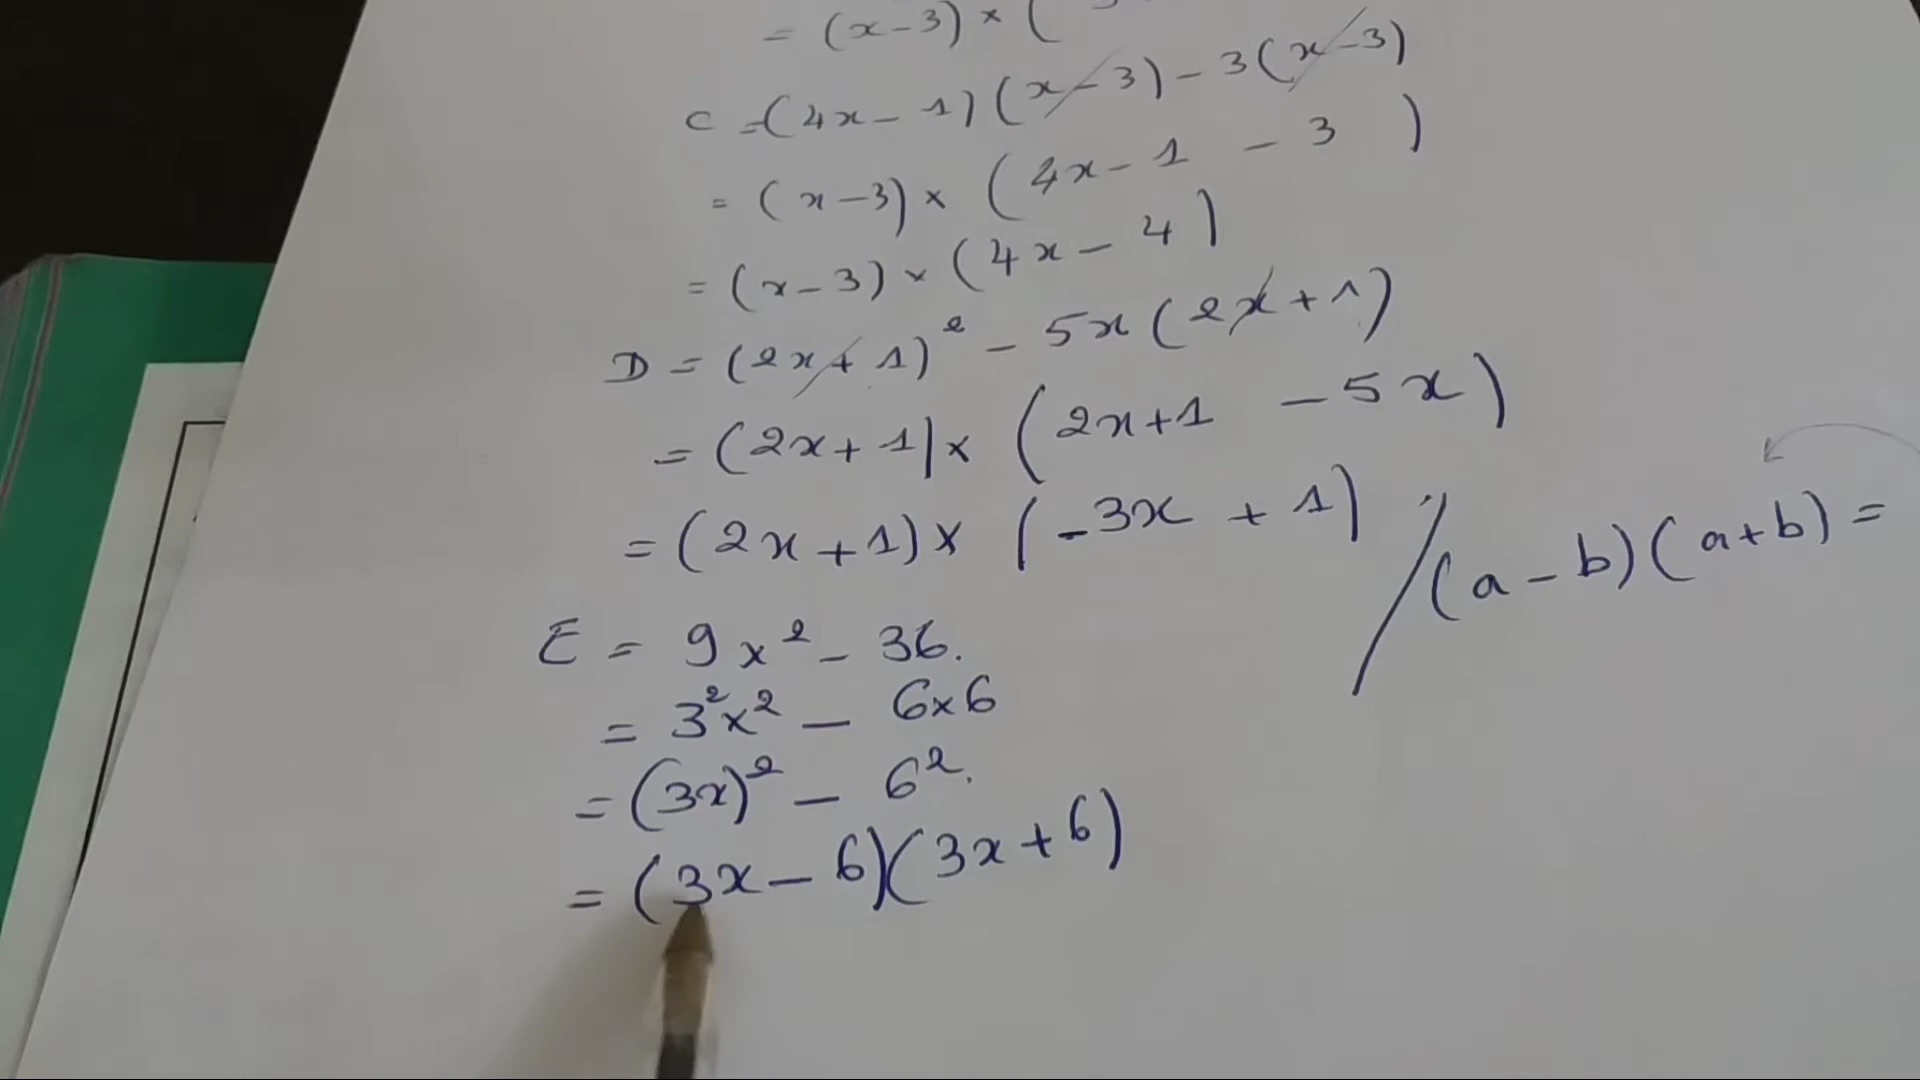 = (x-3) × (
C = (4x - 1)(x-3) - 3(x-3)
= (x-3) × (4x - 1 - 3)
= (x-3) × (4x - 4)
D = (2x + 1)² - 5x(2x+1)
= (2x + 1) × (2x+1 - 5x)
= (2x + 1) × (-3x + 1)
(a - b)(a+b) =
E = 9x² - 36.
= 3²x² - 6×6
= (3x)² - 6².
= (3x - 6)(3x + 6)